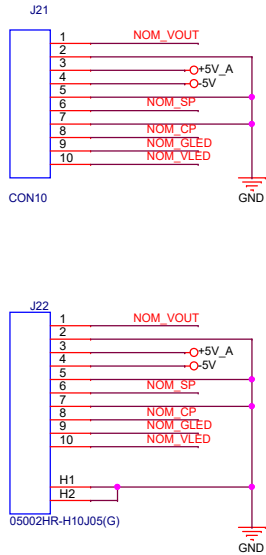 J21
1 NOM_VOUT
2
3 +5V_A
4 -5V
5
6 NOM_SP
7
8 NOM_CP
9 NOM_GLED
10 NOM_VLED
CON10
GND
J22
1 NOM_VOUT
2
3 +5V_A
4 -5V
5
6 NOM_SP
7
8 NOM_CP
9 NOM_GLED
10 NOM_VLED
H1
H2
05002HR-H10J05(G)
GND